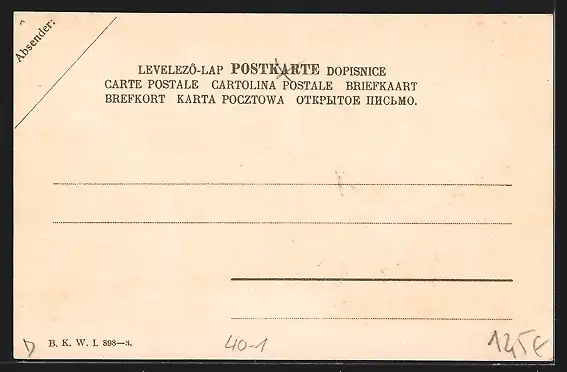 Absender:
LEVELEZŐ-LAP POSTKARTE DOPISNICE
CARTE POSTALE CARTOLINA POSTALE BRIEFKAART
BREFKORT KARTA POCZTOWA ОТКРЫТОЕ ПИСЬМО.
B. K. W. I. 898—3.
40-1